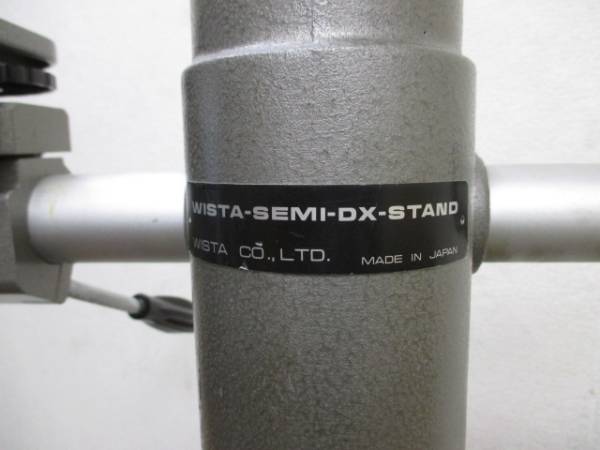 WISTA-SEMI-DX-STAND
WISTA CO.,LTD. MADE IN JAPAN